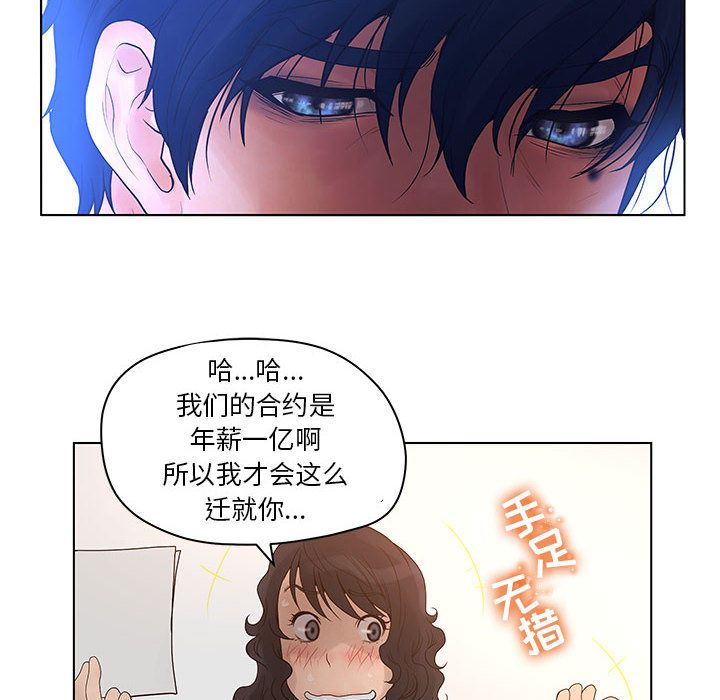 哈...哈...
我们的合约是
年薪一亿啊
所以我才会这么
迁就你...
手足
无措